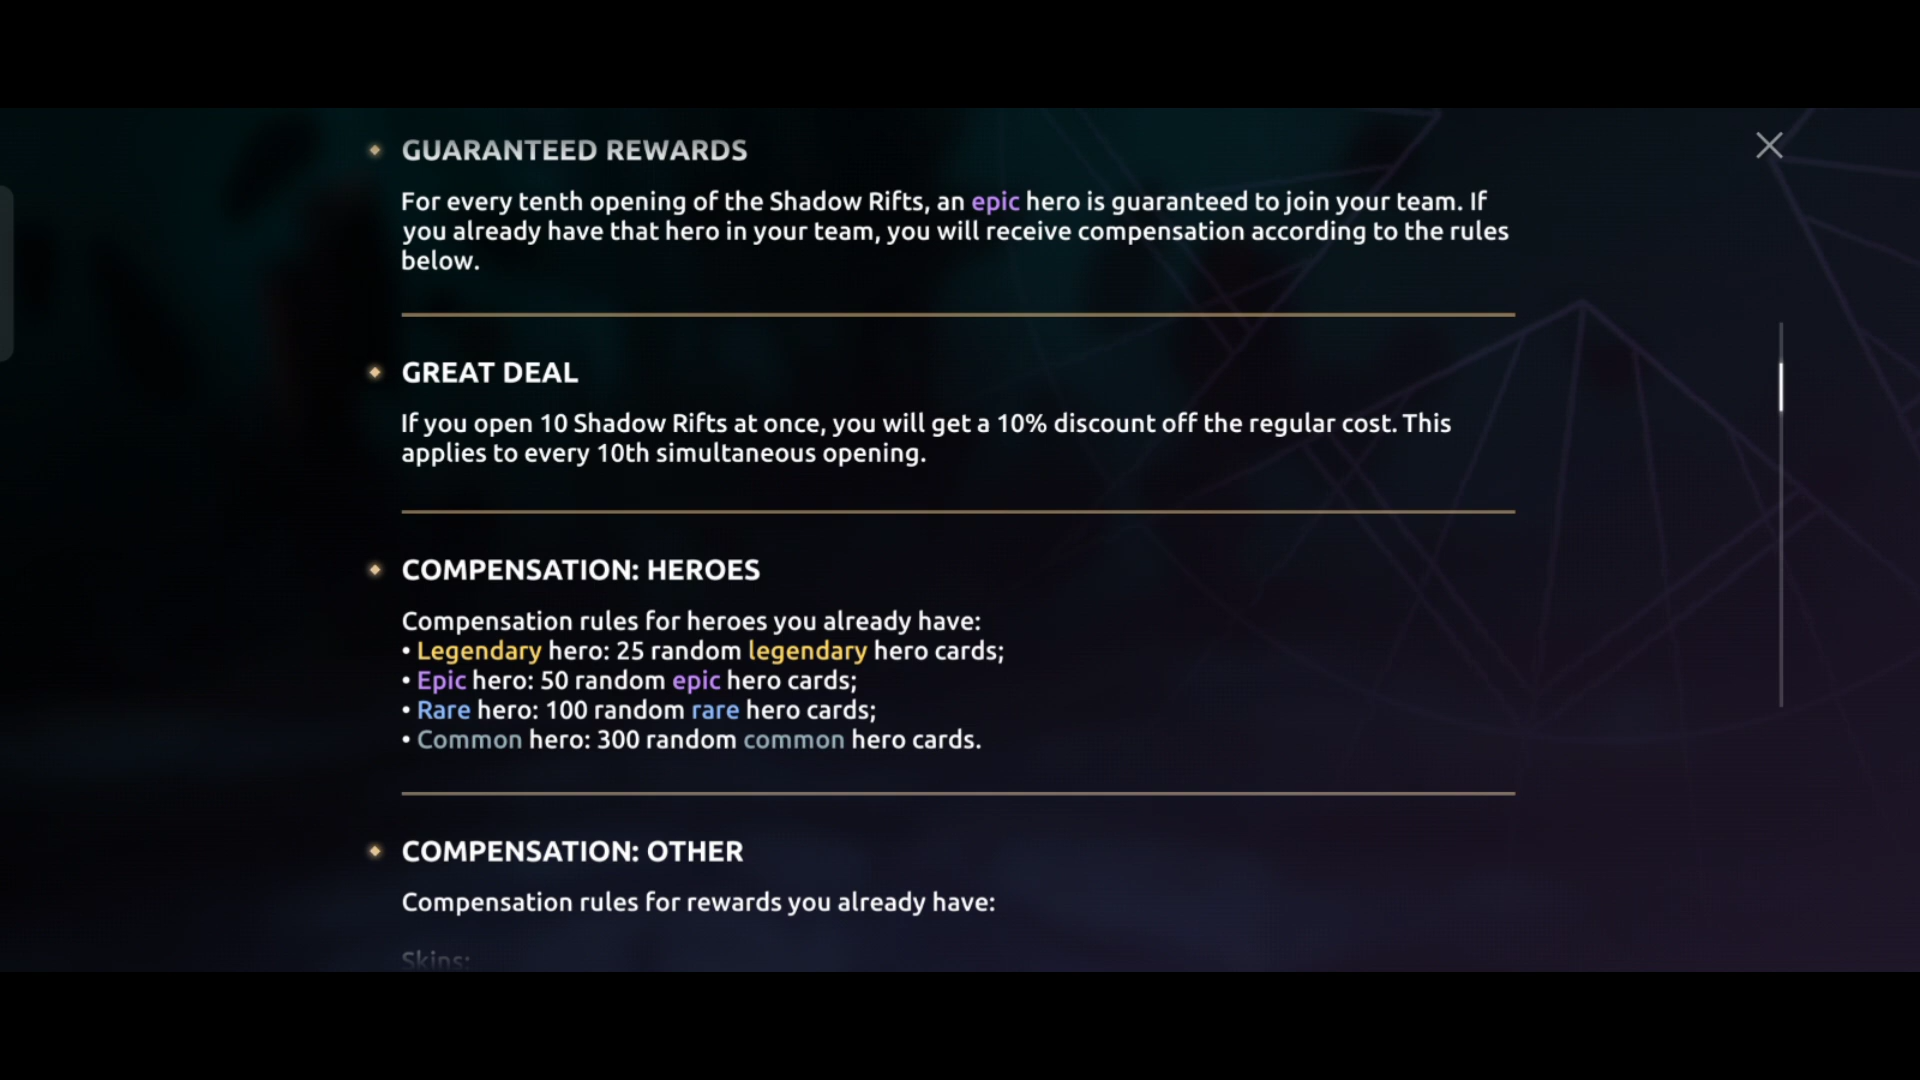 GUARANTEED REWARDS
For every tenth opening of the Shadow Rifts, an epic hero is guaranteed to join your team. If
you already have that hero in your team, you will receive compensation according to the rules
below.
GREAT DEAL
If you open 10 Shadow Rifts at once, you will get a 10% discount off the regular cost. This
applies to every 10th simultaneous opening.
COMPENSATION: HEROES
Compensation rules for heroes you already have:
• Legendary hero: 25 random legendary hero cards;
• Epic hero: 50 random epic hero cards;
• Rare hero: 100 random rare hero cards;
• Common hero: 300 random common hero cards.
COMPENSATION: OTHER
Compensation rules for rewards you already have:
Skins: